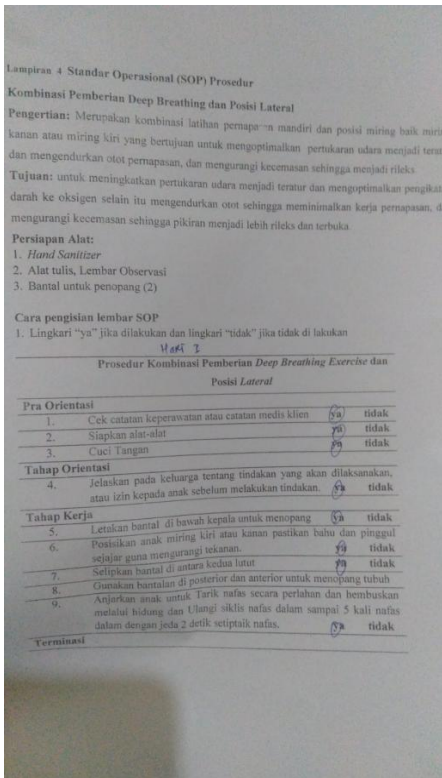 Lampiran 4 Standar Operasional (SOP) Prosedur
Kombinasi Pemberian Deep Breathing dan Posisi Lateral
Pengertian: Merupakan kombinasi latihan mandiri dan posisi miring baik
kanan atau miring kiri yang bertujuan untuk mengoptimalkan pertukaran udara menjadi
dan mengendurkan otot pernapasan, dan mengurangi kecemasan sehingga menjadi rileks
Tujuan: untuk meningkatkan pertukaran udara menjadi teratur dan mengoptimalkan
darah ke oksigen selain itu mengendurkan otot sehingga meminimalkan kerja pernapasan,
mengurangi kecemasan sehingga pikiran menjadi lebih rileks dan terbuka
Persiapan Alat:
1. Hand Sanitizer
2. Alat tulis, Lembar Observasi
3. Bantal untuk penopang (2)
Cara pengisian lembar SOP
1. Lingkari “ya” jika dilakukan dan lingkari “tidak” jika tidak di lakukan
Hari 3
Prosedur Kombinasi Pemberian Deep Breathing Exercise dan
Posisi Lateral
Pra Orientasi
1. Cek catatan keperawatan atau catatan medis klien ya tidak
2. Siapkan alat-alat ya tidak
3. Cuci Tangan ya tidak
Tahap Orientasi
4. Jelaskan pada keluarga tentang tindakan yang akan dilaksanakan,
atau izin kepada anak sebelum melakukan tindakan. ya tidak
Tahap Kerja
5. Letakan bantal di bawah kepala untuk menopang ya tidak
6. Posisikan anak miring kiri atau kanan pastikan bahu dan pinggul
sejajar guna mengurangi tekanan. ya tidak
7. Selipkan bantal di antara kedua lutut ya tidak
8. Gunakan bantalan di posterior dan anterior untuk menopang tubuh
9. Anjurkan anak untuk Tarik nafas secara perlahan dan hembuskan
melalui hidung dan Ulangi siklis nafas dalam sampai 5 kali nafas
dalam dengan jeda 2 detik setiptaik nafas. ya tidak
Terminasi